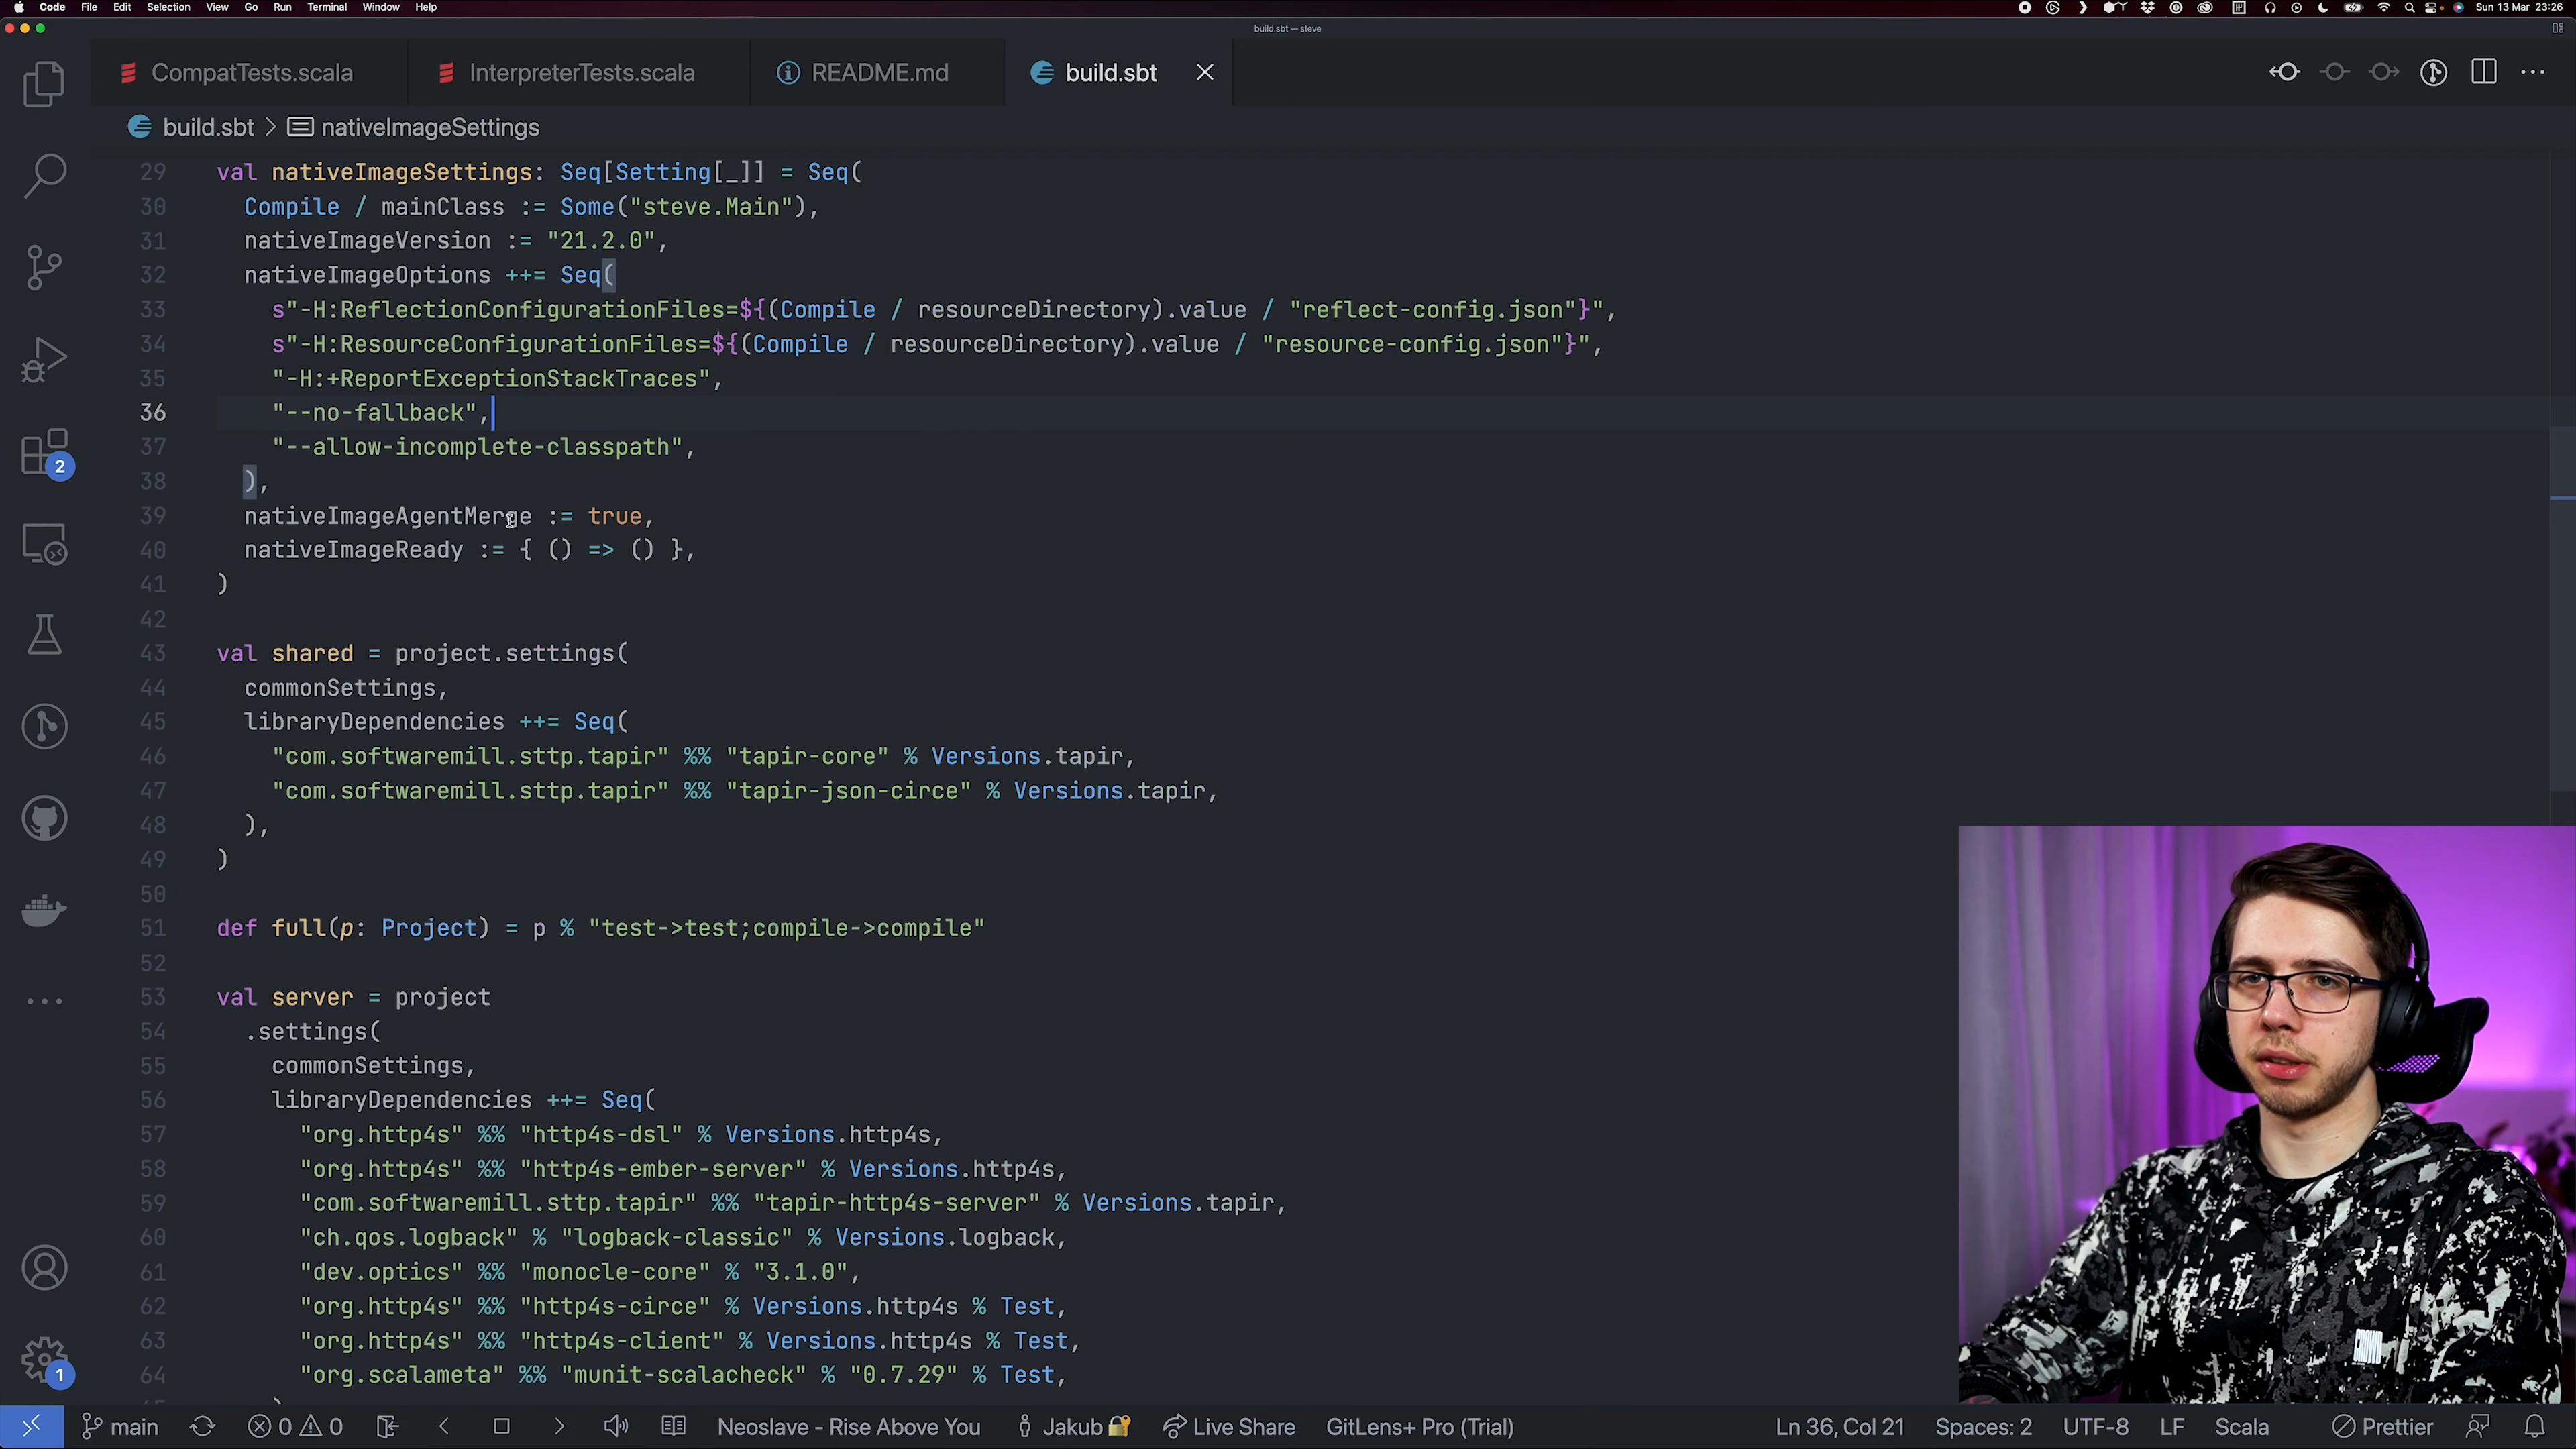 Code File Edit Selection View Go Run Terminal Window Help
Sun 13 Mar 23:26
build.sbt — steve
CompatTests.scala InterpreterTests.scala README.md build.sbt
build.sbt > nativeImageSettings
29 val nativeImageSettings: Seq[Setting[_]] = Seq(
30 Compile / mainClass := Some("steve.Main"),
31 nativeImageVersion := "21.2.0",
32 nativeImageOptions ++= Seq(
33 s"-H:ReflectionConfigurationFiles=${(Compile / resourceDirectory).value / "reflect-config.json"}",
34 s"-H:ResourceConfigurationFiles=${(Compile / resourceDirectory).value / "resource-config.json"}",
35 "-H:+ReportExceptionStackTraces",
36 "--no-fallback",
37 "--allow-incomplete-classpath",
38 ),
39 nativeImageAgentMerge := true,
40 nativeImageReady := { () => () },
41 )
42
43 val shared = project.settings(
44 commonSettings,
45 libraryDependencies ++= Seq(
46 "com.softwaremill.sttp.tapir" %% "tapir-core" % Versions.tapir,
47 "com.softwaremill.sttp.tapir" %% "tapir-json-circe" % Versions.tapir,
48 ),
49 )
50
51 def full(p: Project) = p % "test->test;compile->compile"
52
53 val server = project
54 .settings(
55 commonSettings,
56 libraryDependencies ++= Seq(
57 "org.http4s" %% "http4s-dsl" % Versions.http4s,
58 "org.http4s" %% "http4s-ember-server" % Versions.http4s,
59 "com.softwaremill.sttp.tapir" %% "tapir-http4s-server" % Versions.tapir,
60 "ch.qos.logback" % "logback-classic" % Versions.logback,
61 "dev.optics" %% "monocle-core" % "3.1.0",
62 "org.http4s" %% "http4s-circe" % Versions.http4s % Test,
63 "org.http4s" %% "http4s-client" % Versions.http4s % Test,
64 "org.scalameta" %% "munit-scalacheck" % "0.7.29" % Test,
2
1
main 0 0 Neoslave - Rise Above You Jakub🔐 Live Share GitLens+ Pro (Trial) Ln 36, Col 21 Spaces: 2 UTF-8 LF Scala Prettier